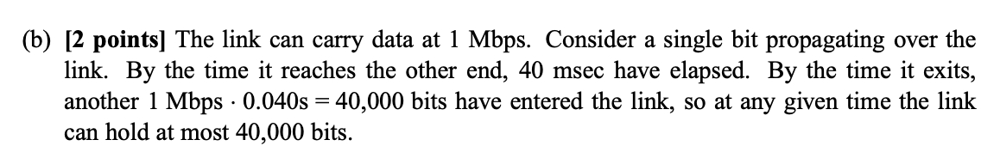 (b) [2 points] The link can carry data at 1 Mbps. Consider a single bit propagating over the
link. By the time it reaches the other end, 40 msec have elapsed. By the time it exits,
another 1 Mbps · 0.040s = 40,000 bits have entered the link, so at any given time the link
can hold at most 40,000 bits.